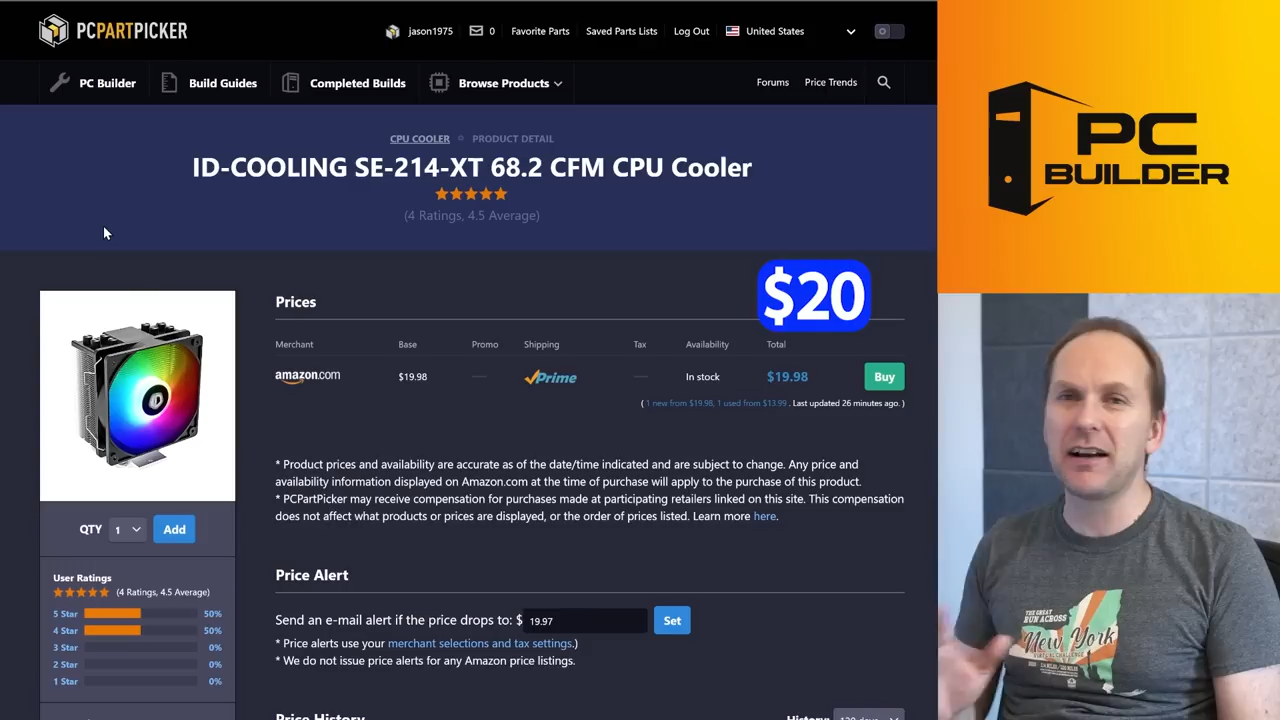 PCPARTPICKER
jason1975
0
Favorite Parts
Saved Parts Lists
Log Out
United States
PC Builder
Build Guides
Completed Builds
Browse Products
Forums
Price Trends
CPU COOLER
PRODUCT DETAIL
ID-COOLING SE-214-XT 68.2 CFM CPU Cooler
(4 Ratings, 4.5 Average)
PC
BUILDER
$20
Prices
Merchant Base Promo Shipping Tax Availability Total
amazon.com $19.98 — Prime — In stock $19.98 Buy
( 1 new from $19.98, 1 used from $13.99 . Last updated 26 minutes ago. )
* Product prices and availability are accurate as of the date/time indicated and are subject to change. Any price and
availability information displayed on Amazon.com at the time of purchase will apply to the purchase of this product.
* PCPartPicker may receive compensation for purchases made at participating retailers linked on this site. This compensation
does not affect what products or prices are displayed, or the order of prices listed. Learn more here.
QTY 1 Add
User Ratings
(4 Ratings, 4.5 Average)
5 Star 50%
4 Star 50%
3 Star 0%
2 Star 0%
1 Star 0%
Price Alert
Send an e-mail alert if the price drops to: $ 19.97 Set
* Price alerts use your merchant selections and tax settings.)
* We do not issue price alerts for any Amazon price listings.
Price History
History: 120 days
THE GREAT
RUN ACROSS
New York
VIRTUAL CHALLENGE